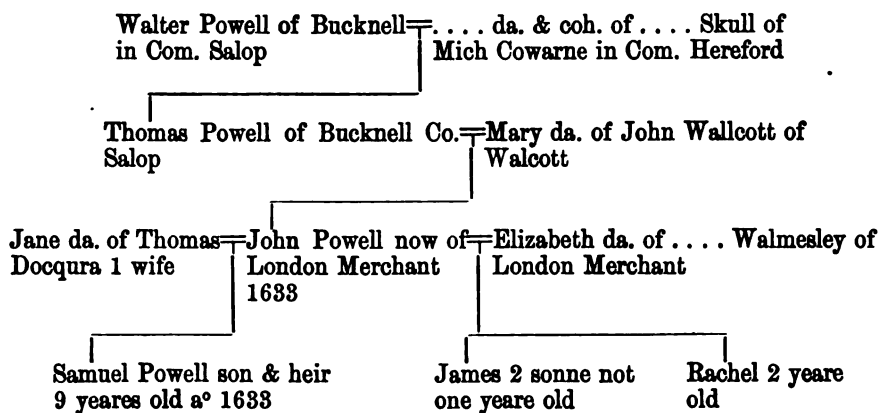 Walter Powell of Bucknell=.... da. & coh. of .... Skull of
in Com. Salop
Mich Cowarne in Com. Hereford
Thomas Powell of Bucknell Co.=Mary da. of John Wallcott of
Salop
Walcott
Jane da. of Thomas=John Powell now of=Elizabeth da. of .... Walmesley of
Docqura 1 wife
London Merchant
London Merchant
1633
Samuel Powell son & heir
9 yeares old aº 1633
James 2 sonne not
one yeare old
Rachel 2 yeare
old